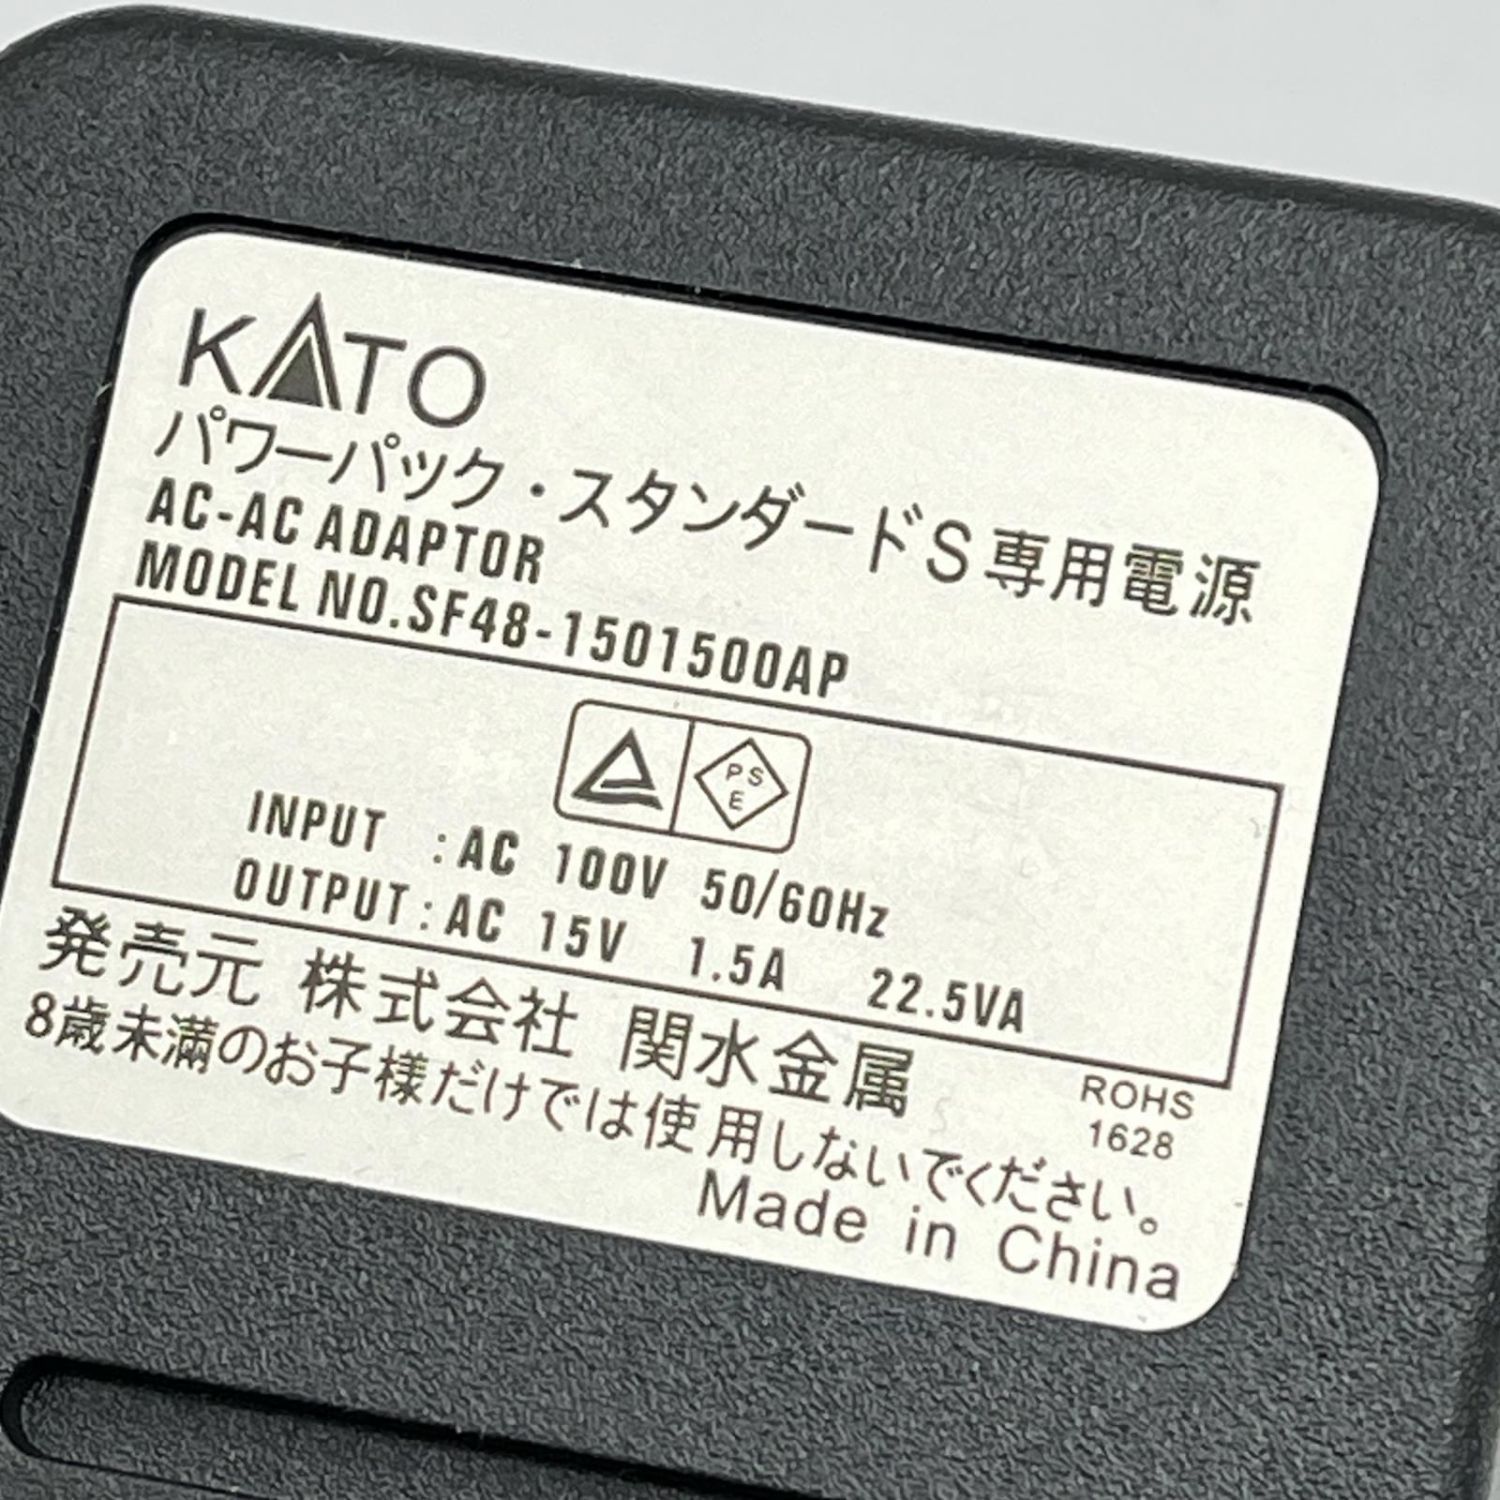 KATO
パワーパック・スタンダードS専用電源
AC-AC ADAPTOR
MODEL NO.SF48-1501500AP
PSE
INPUT :AC 100V 50/60Hz
OUTPUT:AC 15V 1.5A 22.5VA
発売元 株式会社 関水金属
ROHS
1628
8歳未満のお子様だけでは使用しないでください。
Made in China